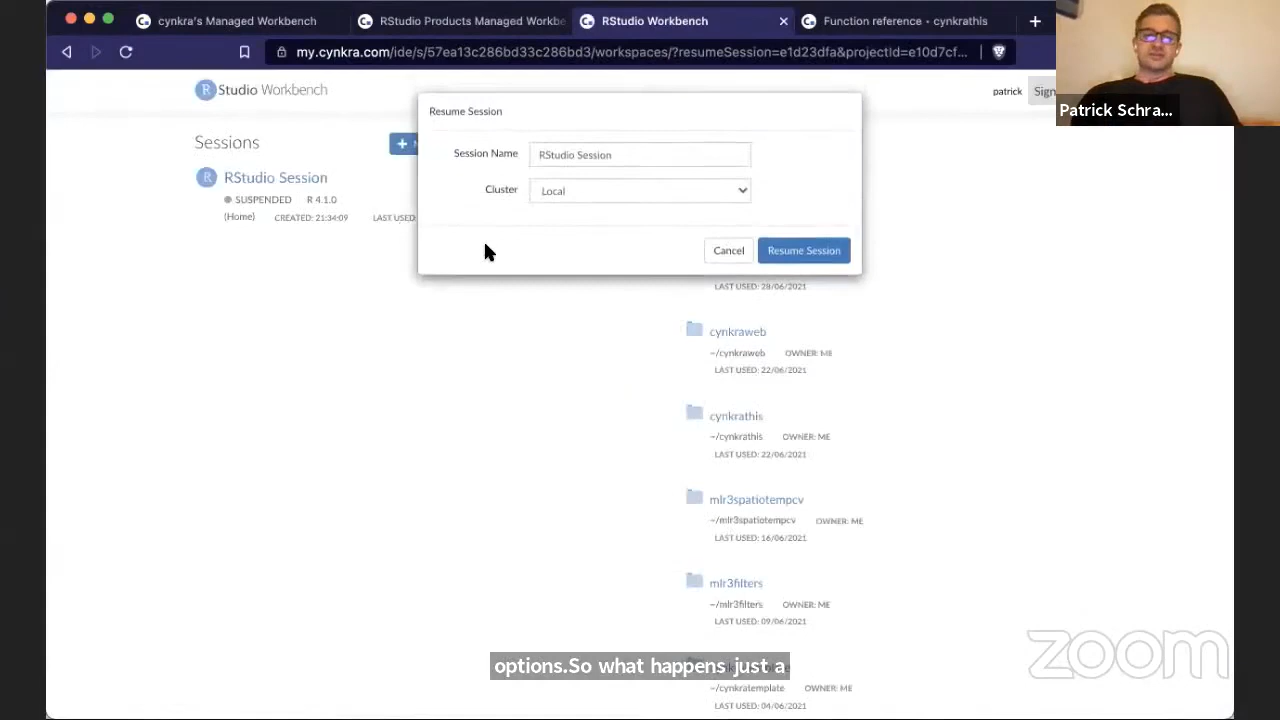 cynkra's Managed Workbench
RStudio Products Managed Workbe
RStudio Workbench
Function reference • cynkrathis
my.cynkra.com/ide/s/57ea13c286bd33c286bd3/workspaces/?resumeSession=e1d23dfa&projectId=e10d7cf...
R Studio Workbench
patrick
Sign
Patrick Schra...
Resume Session
Session Name
RStudio Session
Cluster
Local
Cancel
Resume Session
Sessions
R
RStudio Session
SUSPENDED R 4.1.0
(Home) CREATED: 21:34:09 LAST USED:
LAST USED: 28/06/2021
cynkraweb
~/cynkraweb OWNER: ME
LAST USED: 22/06/2021
cynkrathis
~/cynkrathis OWNER: ME
LAST USED: 22/06/2021
mlr3spatiotempcv
~/mlr3spatiotempcv OWNER: ME
LAST USED: 16/06/2021
mlr3filters
~/mlr3filters OWNER: ME
LAST USED: 09/06/2021
options.So what happens just a
~/cynkratemplate OWNER: ME
LAST USED: 04/06/2021
zoom